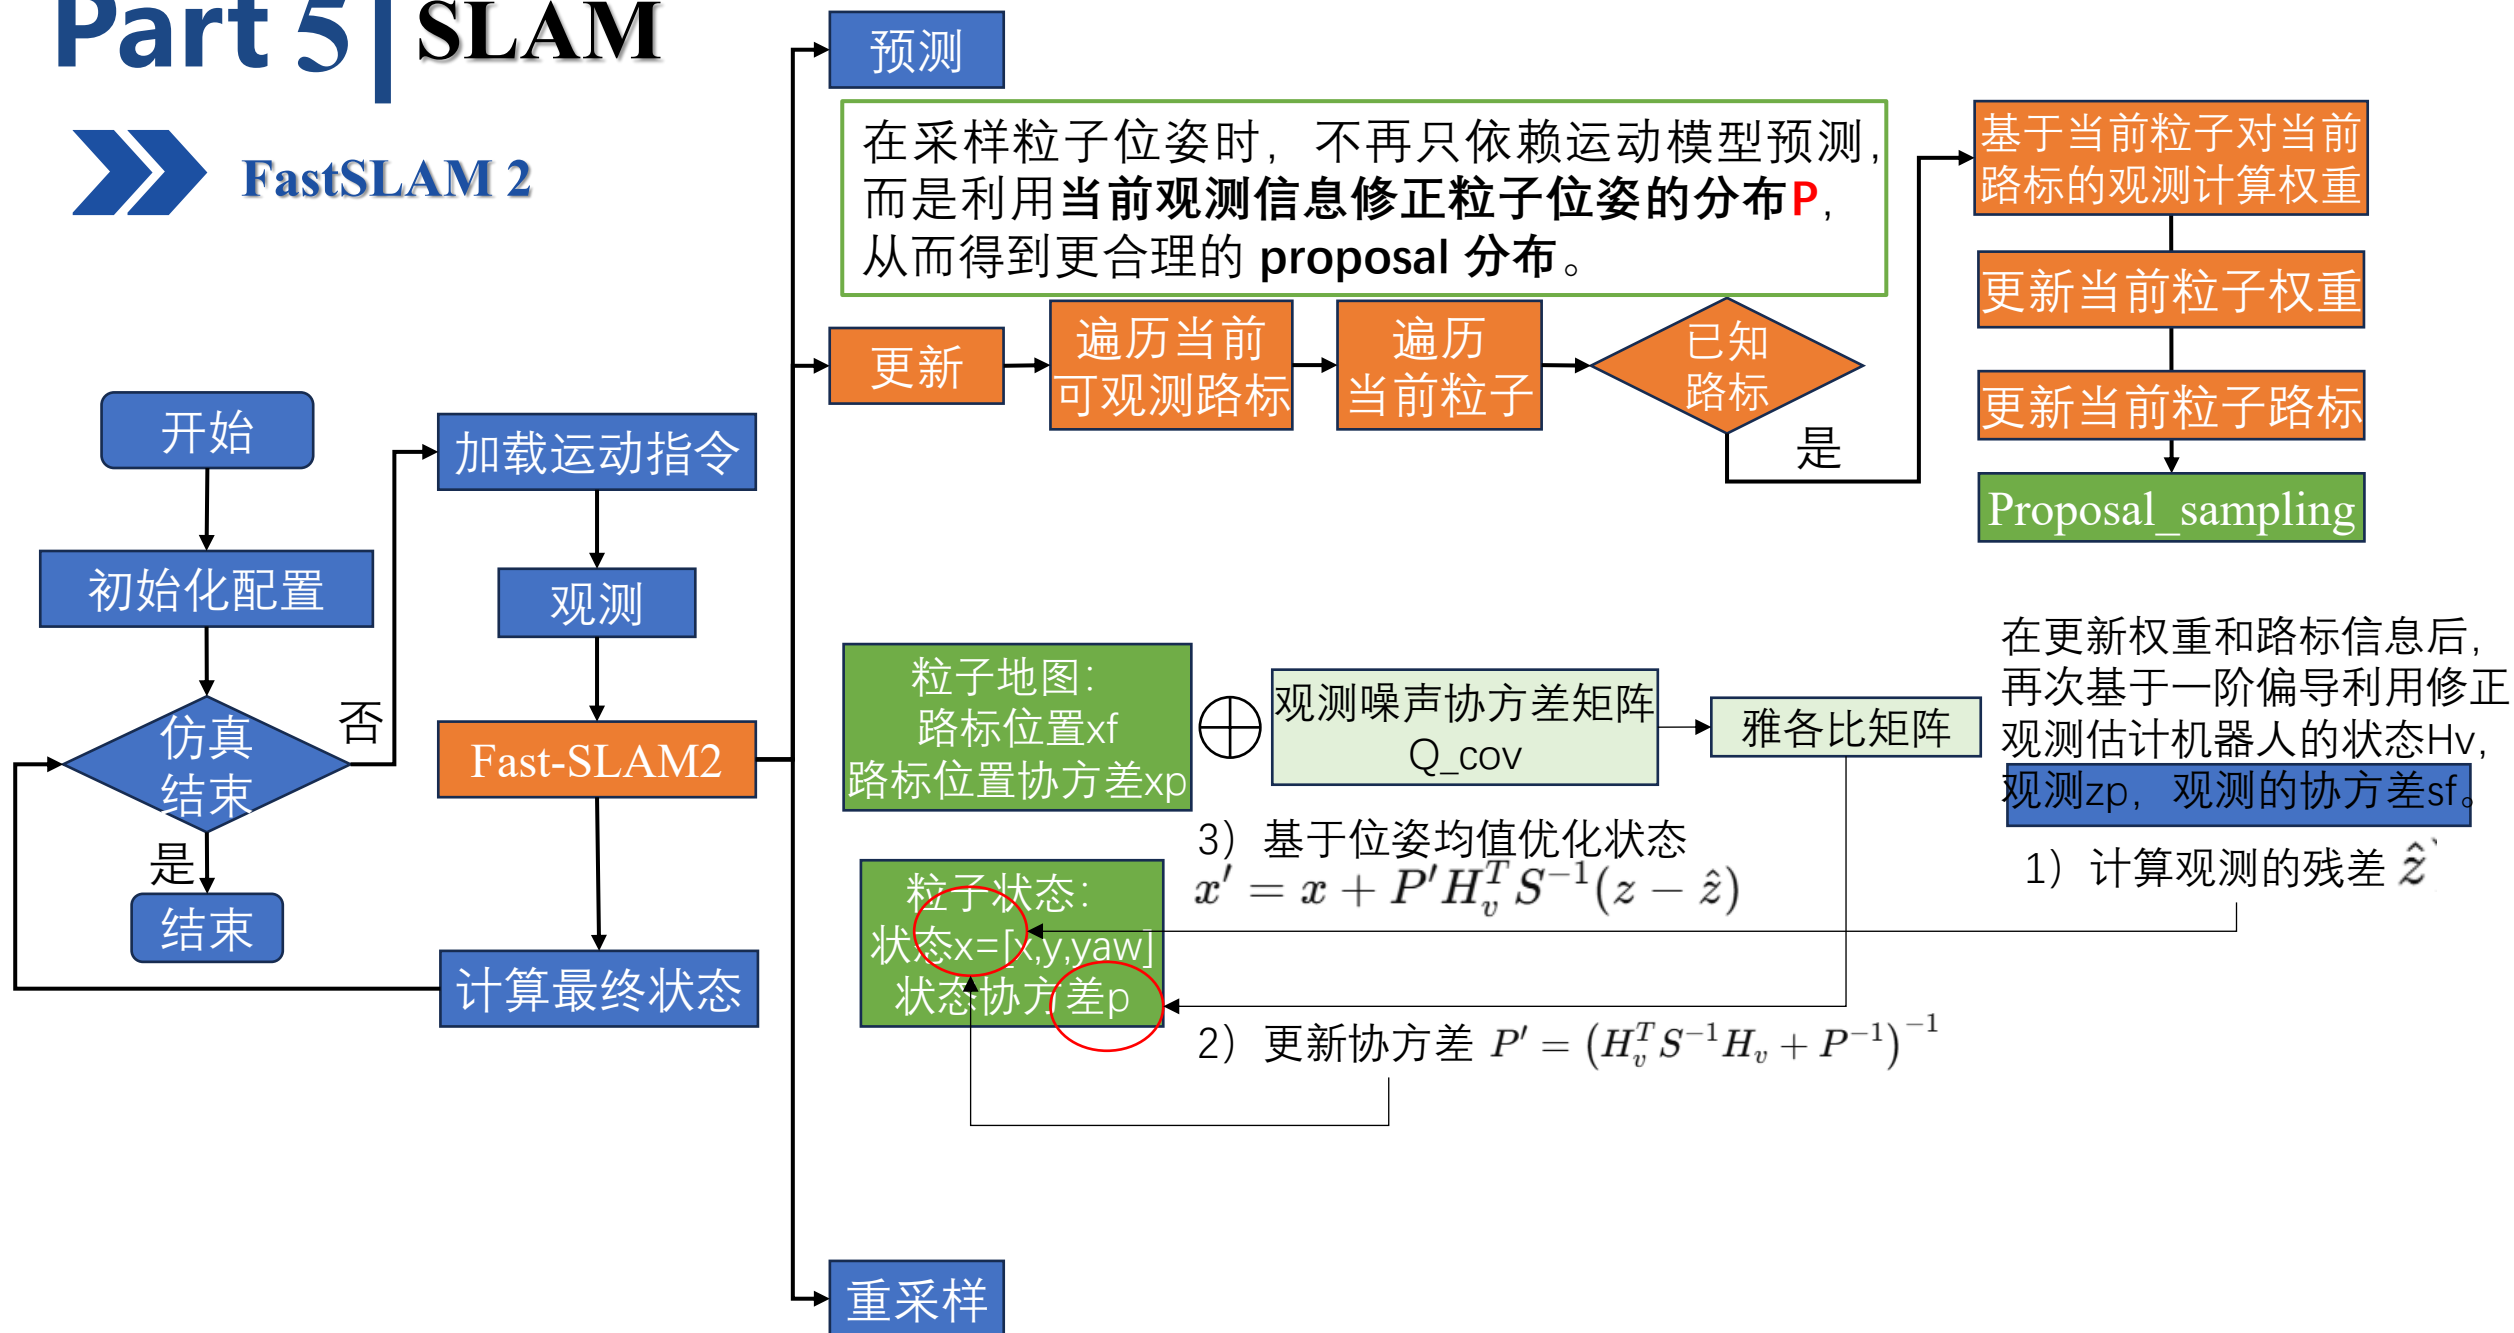 Part 5 SLAM
FastSLAM 2
开始
初始化配置
仿真
结束
否
是
结束
加载运动指令
观测
Fast-SLAM2
计算最终状态
预测
在采样粒子位姿时，不再只依赖运动模型预测，
而是利用当前观测信息修正粒子位姿的分布P，
从而得到更合理的 proposal 分布。
更新
遍历当前
可观测路标
遍历
当前粒子
已知
路标
是
基于当前粒子对当前
路标的观测计算权重
更新当前粒子权重
更新当前粒子路标
Proposal_sampling
粒子地图：
路标位置xf
路标位置协方差xp
观测噪声协方差矩阵
Q_cov
雅各比矩阵
在更新权重和路标信息后，
再次基于一阶偏导利用修正
观测估计机器人的状态Hv，
观测zp，观测的协方差sf。
1）计算观测的残差 ẑ
3）基于位姿均值优化状态
x′ = x + P′H_v^T S^{−1}(z − ẑ)
粒子状态：
状态x=[x,y,yaw]
状态协方差p
2）更新协方差 P′ = (H_v^T S^{−1} H_v + P^{−1})^{−1}
重采样